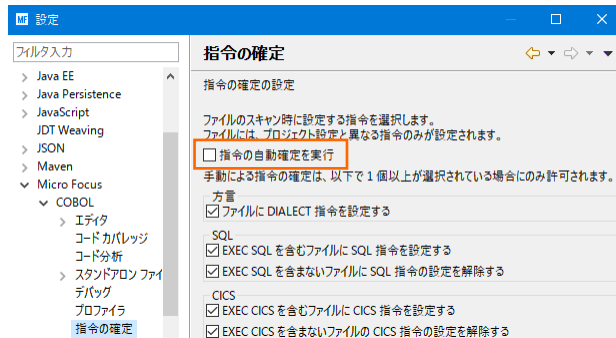 MF 設定
フィルタ入力
Java EE
Java Persistence
JavaScript
JDT Weaving
JSON
Maven
Micro Focus
COBOL
エディタ
コード カバレッジ
コード分析
スタンドアロン ファイ
デバッグ
プロファイラ
指令の確定
指令の確定
指令の確定の設定
ファイルのスキャン時に設定する指令を選択します。
ファイルには、プロジェクト設定と異なる指令のみが設定されます。
指令の自動確定を実行
手動による指令の確定は、以下で 1 個以上が選択されている場合にのみ許可されます。
方言
ファイルに DIALECT 指令を設定する
SQL
EXEC SQL を含むファイルに SQL 指令を設定する
EXEC SQL を含まないファイルに SQL 指令の設定を解除する
CICS
EXEC CICS を含むファイルに CICS 指令を設定する
EXEC CICS を含まないファイルの CICS 指令の設定を解除する